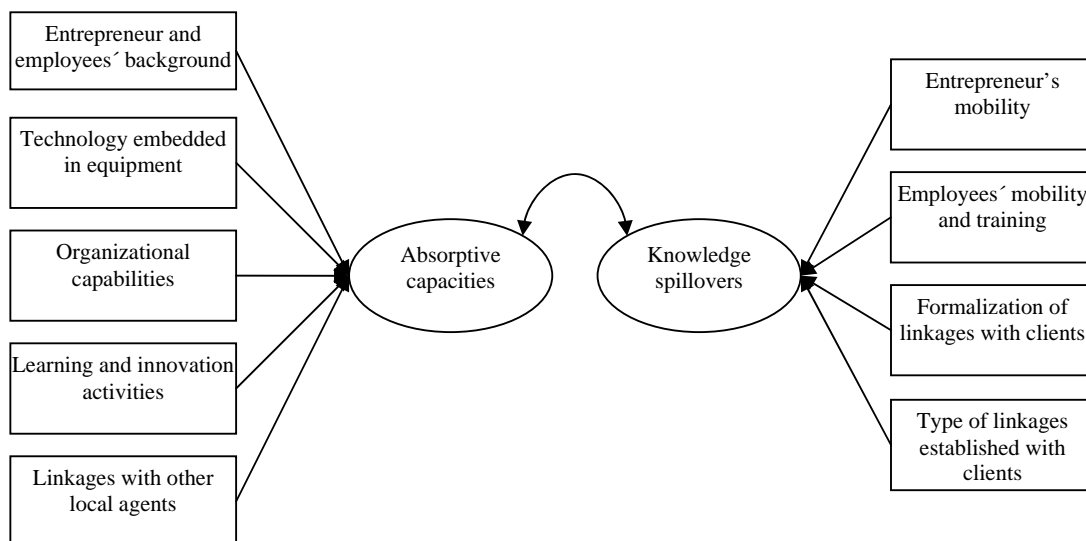 Entrepreneur and
employees´ background
Technology embedded
in equipment
Organizational
capabilities
Learning and innovation
activities
Linkages with other
local agents
Absorptive
capacities
Knowledge
spillovers
Entrepreneur’s
mobility
Employees´ mobility
and training
Formalization of
linkages with clients
Type of linkages
established with
clients